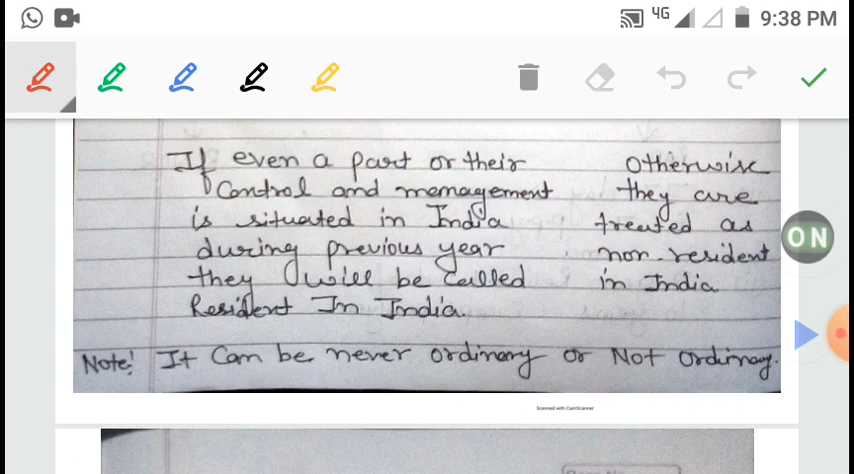 4G 9:38 PM
If even a part or their
Control and memagement
is situated in India
during previous year
they will be called
Resident In India.
otherwise
they are
treated as
non-resident
in India
ON
Note! It Can be never ordinary or Not ordinary.
Scanned with CamScanner